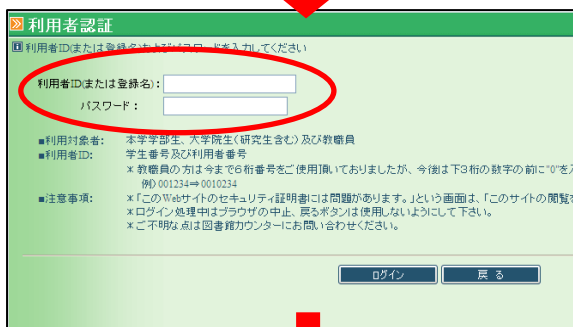 利用者認証
利用者ID(または登録名)およびパスワードを入力してください
利用者ID(または登録名):
パスワード:
■利用対象者: 本学学部生、大学院生(研究生含む)及び教職員
■利用者ID: 学生番号及び利用者番号
*教職員の方は今まで6桁番号をご使用頂いておりましたが、今後は下3桁の数字の前に"0"を入
例)001234⇒0010234
■注意事項: *「このWebサイトのセキュリティ証明書には問題があります。」という画面は、「このサイトの閲覧を
*ログイン処理中はブラウザの中止、戻るボタンは使用しないようにして下さい。
*ご不明な点は図書館カウンターにお問い合わせください。
ログイン 戻る